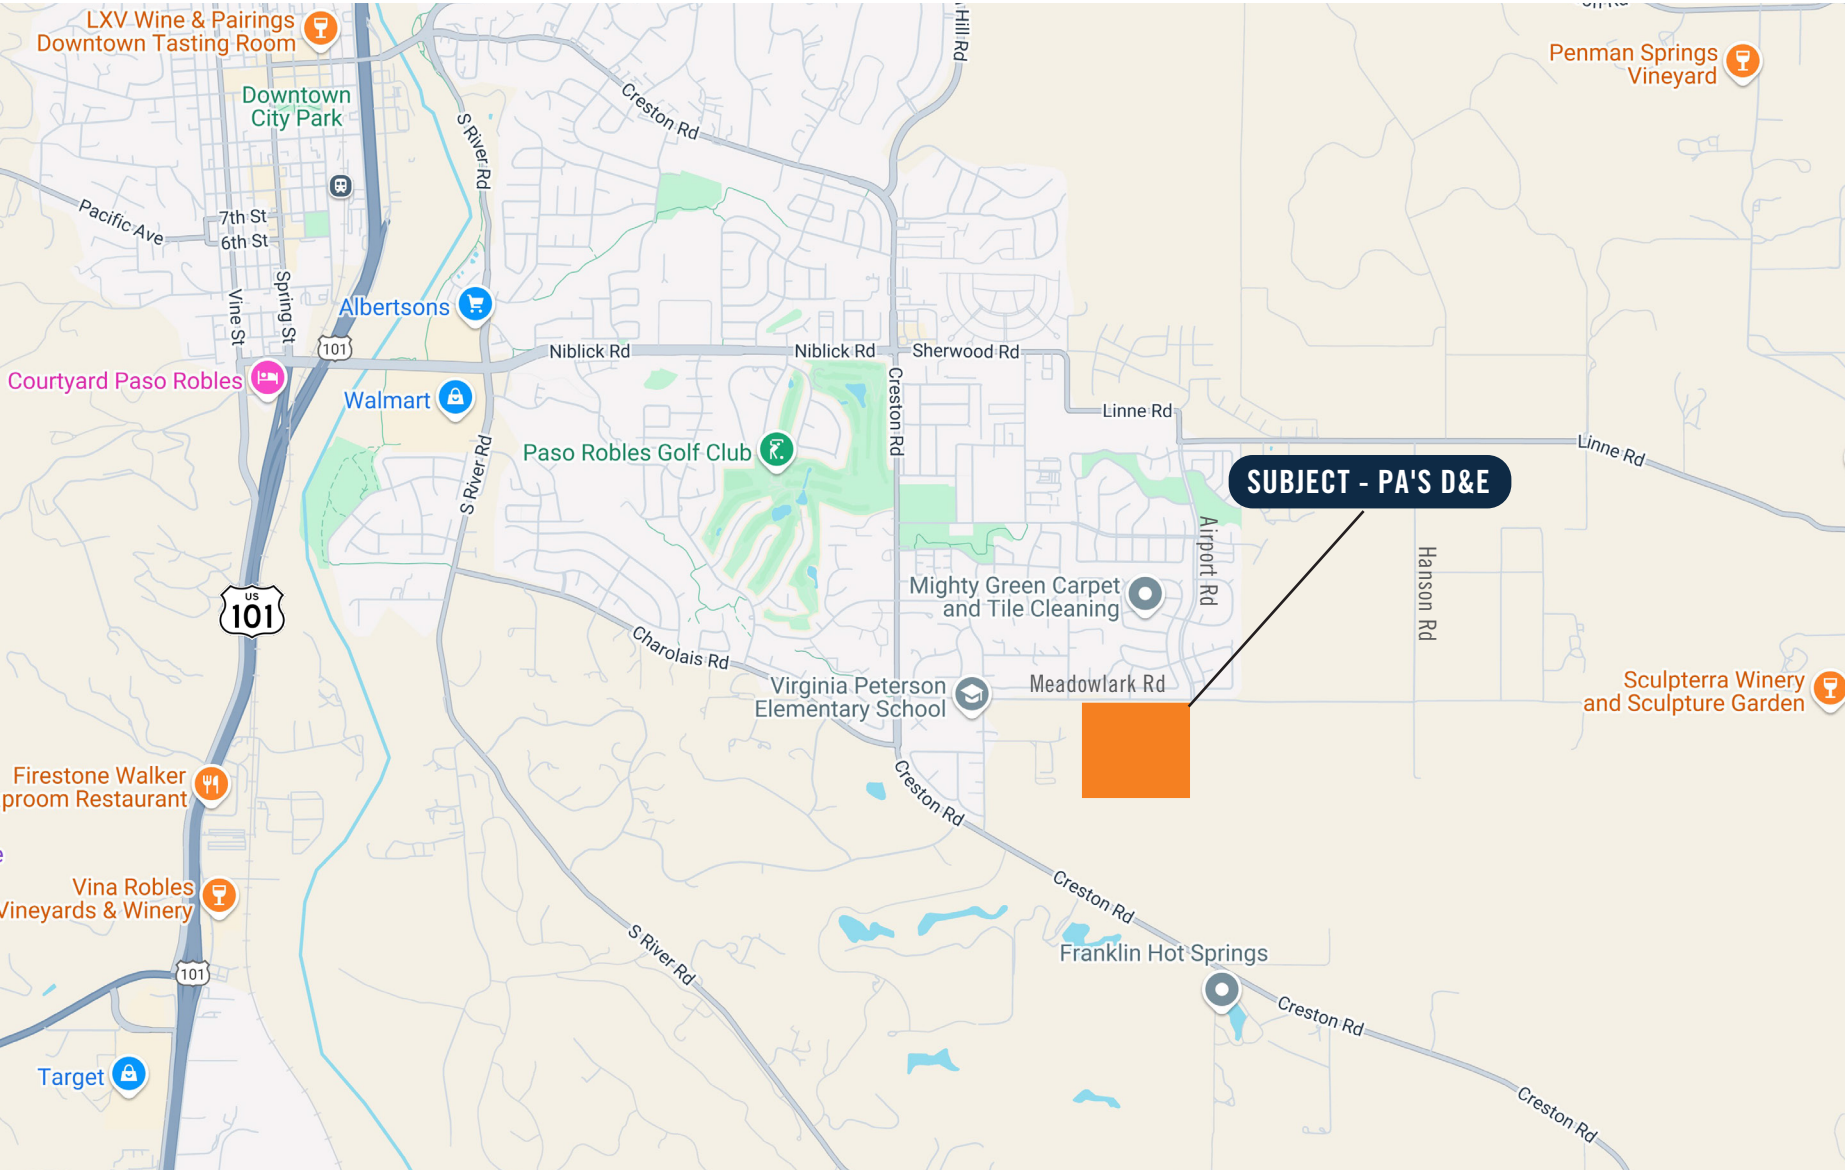 LXV Wine & Pairings
Downtown Tasting Room
Hill Rd
Penman Springs
Vineyard
Downtown
City Park
Creston Rd
S River Rd
Pacific Ave
7th St
6th St
Vine St
Spring St
Albertsons
101
Niblick Rd
Niblick Rd
Sherwood Rd
Courtyard Paso Robles
Walmart
Creston Rd
Linne Rd
Linne Rd
Paso Robles Golf Club
S River Rd
SUBJECT - PA'S D&E
Airport Rd
Hanson Rd
US
101
Mighty Green Carpet
and Tile Cleaning
Charolais Rd
Virginia Peterson
Elementary School
Meadowlark Rd
Sculpterra Winery
and Sculpture Garden
Firestone Walker
proom Restaurant
Creston Rd
e
Vina Robles
Vineyards & Winery
Creston Rd
S River Rd
Franklin Hot Springs
101
Creston Rd
Target
Creston Rd